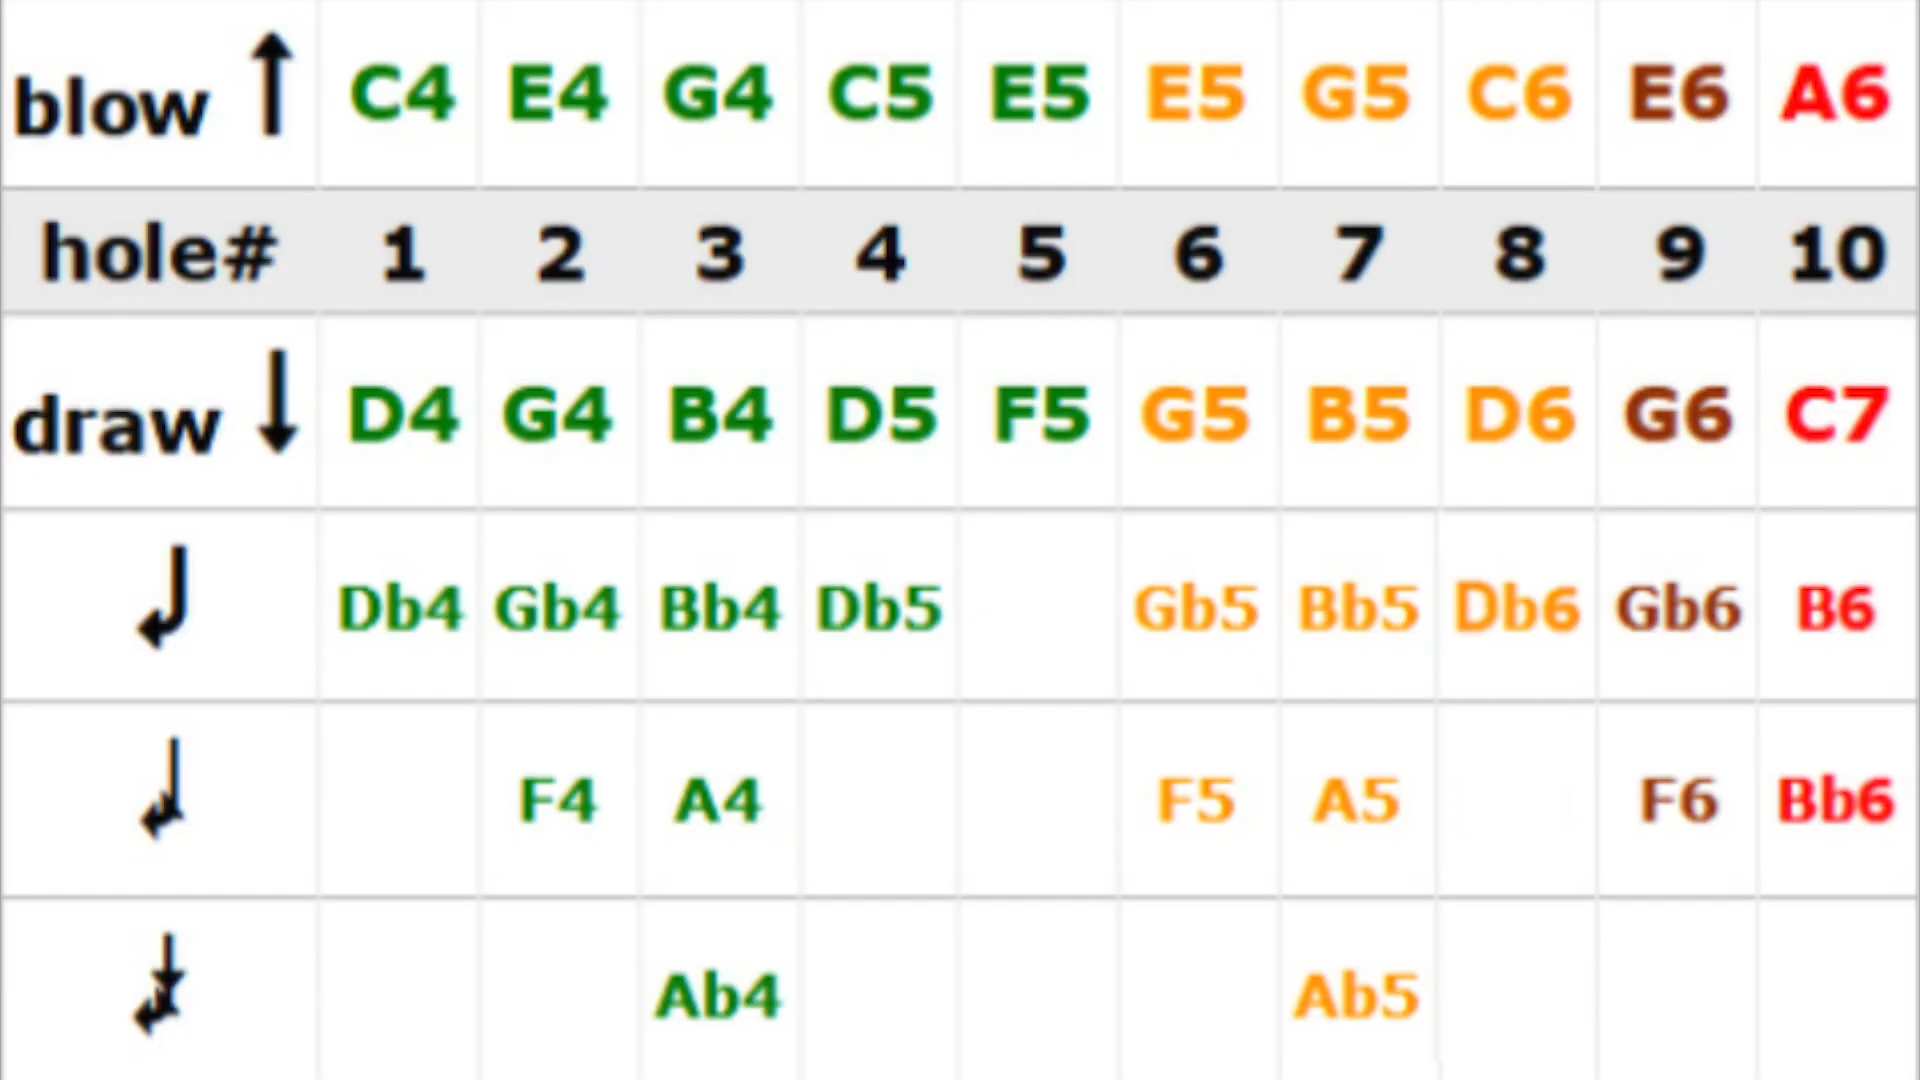 blow ↑ C4 E4 G4 C5 E5 E5 G5 C6 E6 A6
hole# 1 2 3 4 5 6 7 8 9 10
draw ↓ D4 G4 B4 D5 F5 G5 B5 D6 G6 C7
Db4 Gb4 Bb4 Db5 Gb5 Bb5 Db6 Gb6 B6
F4 A4 F5 A5 F6 Bb6
Ab4 Ab5